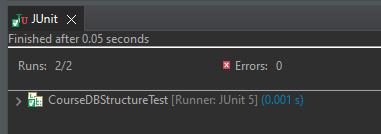 JUnit
Finished after 0.05 seconds
Runs: 2/2 Errors: 0
CourseDBStructureTest [Runner: JUnit 5] (0.001 s)